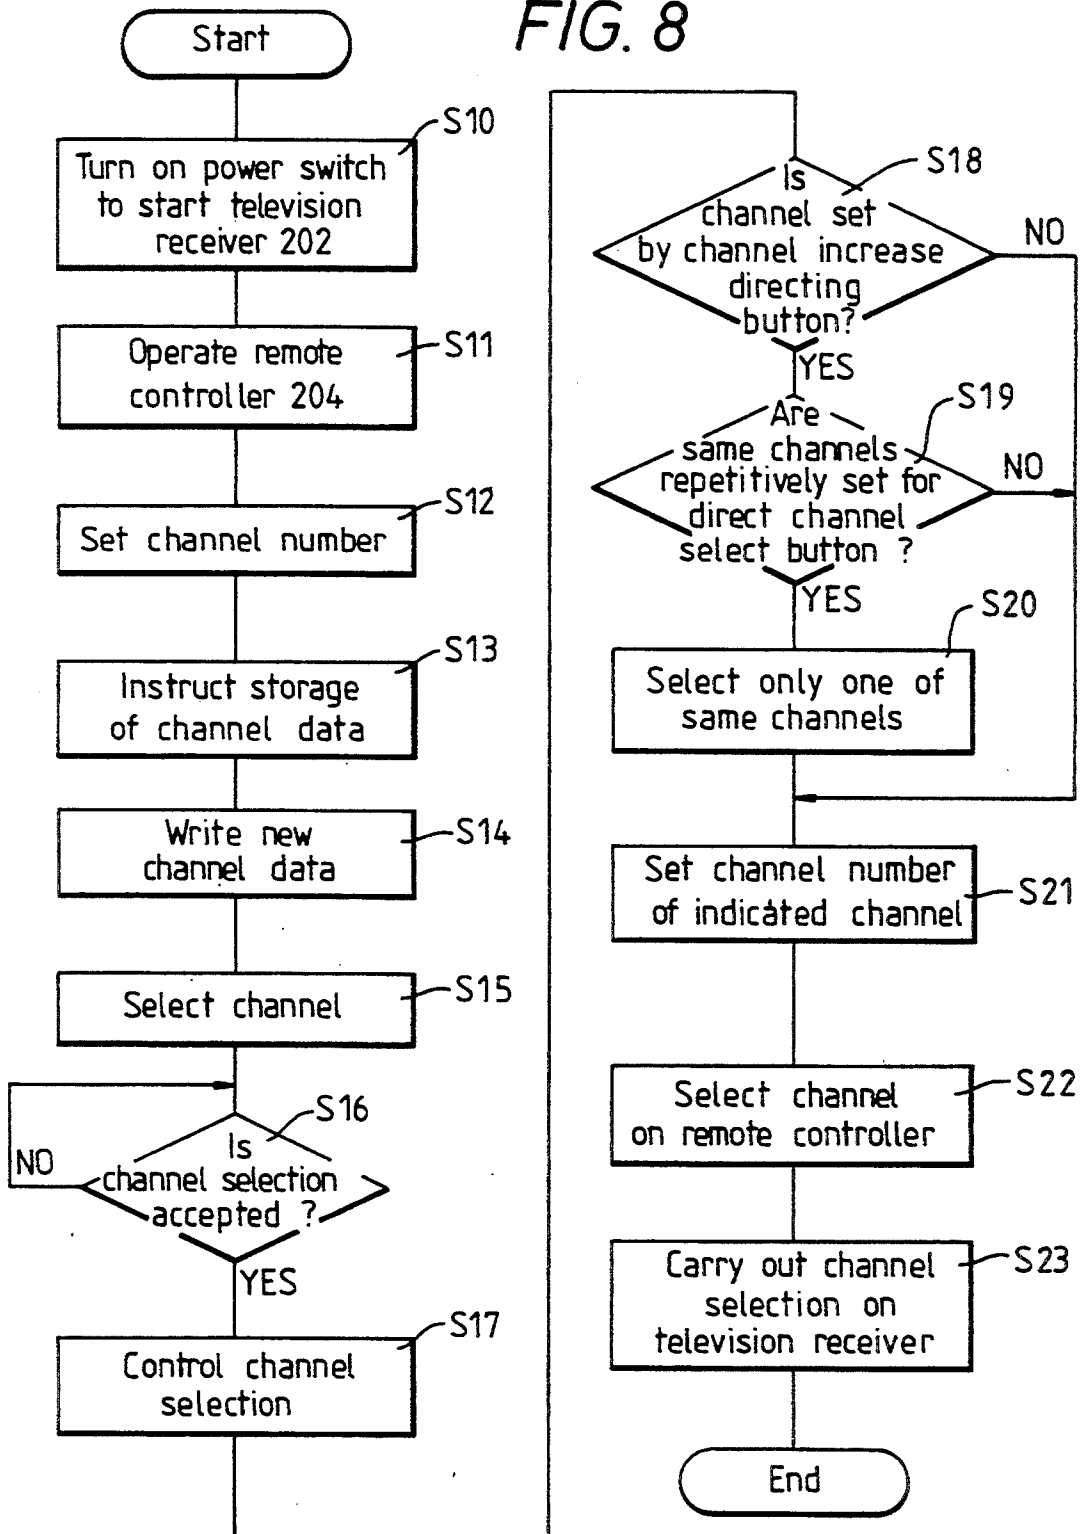 FIG. 8
Start
S10
Turn on power switch
to start television
receiver 202
S11
Operate remote
controller 204
S12
Set channel number
S13
Instruct storage
of channel data
S14
Write new
channel data
S15
Select channel
S16
Is
channel selection
accepted ?
NO
YES
S17
Control channel
selection
S18
Is
channel set
by channel increase
directing
button?
NO
YES
S19
Are
same channels
repetitively set for
direct channel
select button ?
NO
YES
S20
Select only one of
same channels
S21
Set channel number
of indicated channel
S22
Select channel
on remote controller
S23
Carry out channel
selection on
television receiver
End